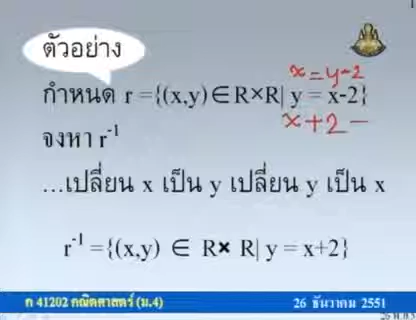 ตัวอย่าง
x = y-2
กำหนด r ={(x,y)∈R×R| y = x-2}
x+2 =
จงหา r⁻¹
...เปลี่ยน x เป็น y เปลี่ยน y เป็น x
r⁻¹ ={(x,y) ∈ R× R| y = x+2}
ค 41202 คณิตศาสตร์ (ม.4) 26 ธันวาคม 2551